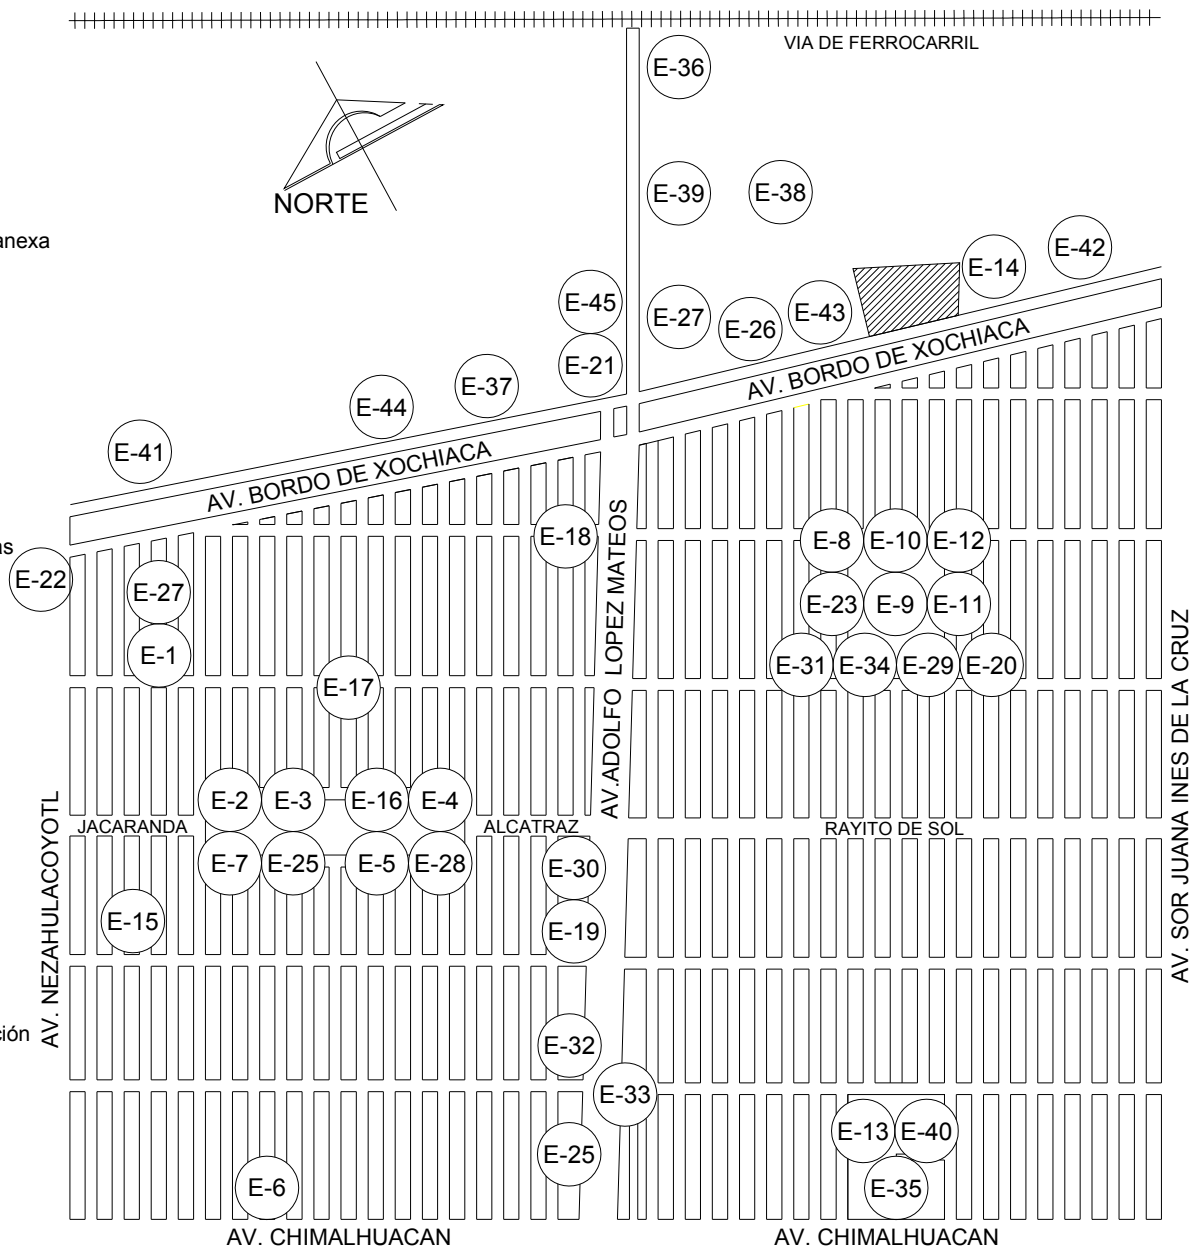 VIA DE FERROCARRIL
E-36
NORTE
E-39
E-38
anexa
E-42
E-14
E-45
E-27
E-26
E-43
E-21
AV. BORDO DE XOCHIACA
E-37
E-44
E-41
AV. BORDO DE XOCHIACA
E-18
E-8
E-10
E-12
as
E-22
E-27
E-23
E-9
E-11
E-1
E-31
E-34
E-29
E-20
E-17
AV.ADOLFO LOPEZ MATEOS
AV. SOR JUANA INES DE LA CRUZ
AV. NEZAHULACOYOTL
E-2
E-3
E-16
E-4
JACARANDA
ALCATRAZ
RAYITO DE SOL
E-7
E-25
E-5
E-28
E-30
E-15
E-19
ción
E-32
E-33
E-13
E-40
E-25
E-6
E-35
AV. CHIMALHUACAN
AV. CHIMALHUACAN